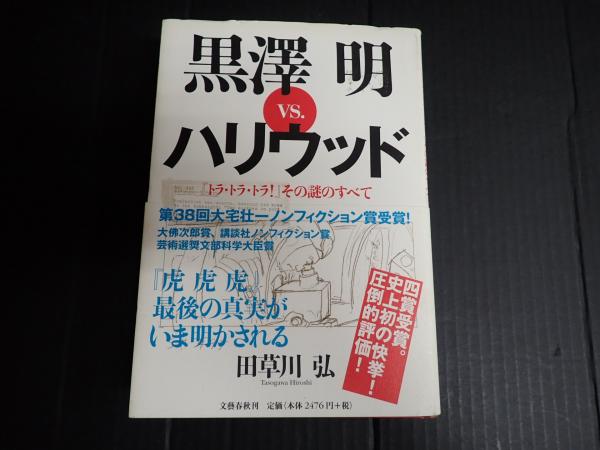 黒澤 明
vs.
ハリウッド
『トラ・トラ・トラ!』その謎のすべて
第38回大宅壮一ノンフィクション賞受賞!
大佛次郎賞、講談社ノンフィクション賞
芸術選奨文部科学大臣賞
『虎 虎 虎』
最後の真実が
いま明かされる
四賞受賞。
史上初の快挙!
圧倒的評価!
田草川 弘
Tasogawa Hiroshi
文藝春秋刊 定価(本体2476円+税)